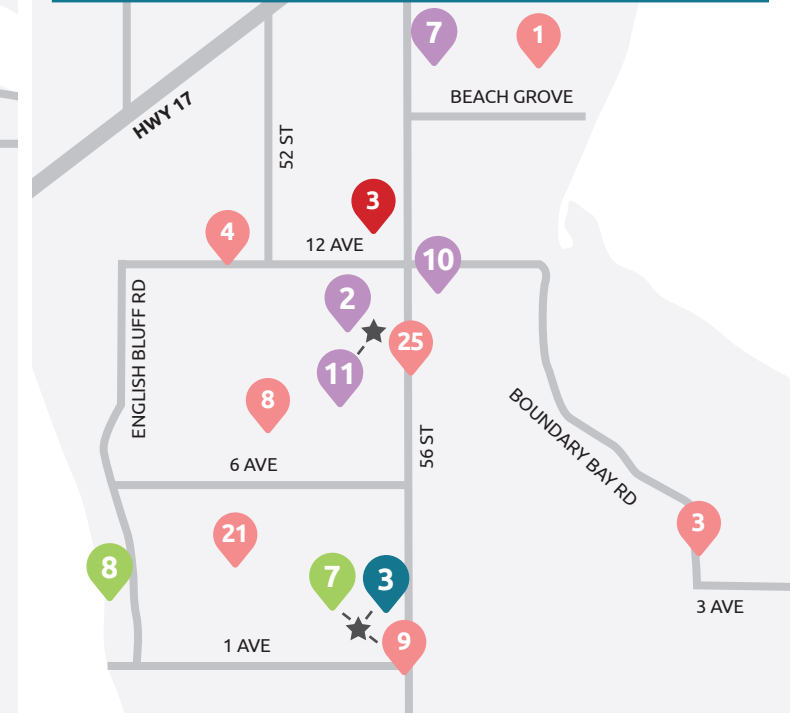 7
1
BEACH GROVE
HWY 17
52 ST
3
4
12 AVE
10
2
ENGLISH BLUFF RD
25
11
8
BOUNDARY BAY RD
56 ST
6 AVE
3
21
8
7
3
3 AVE
9
1 AVE